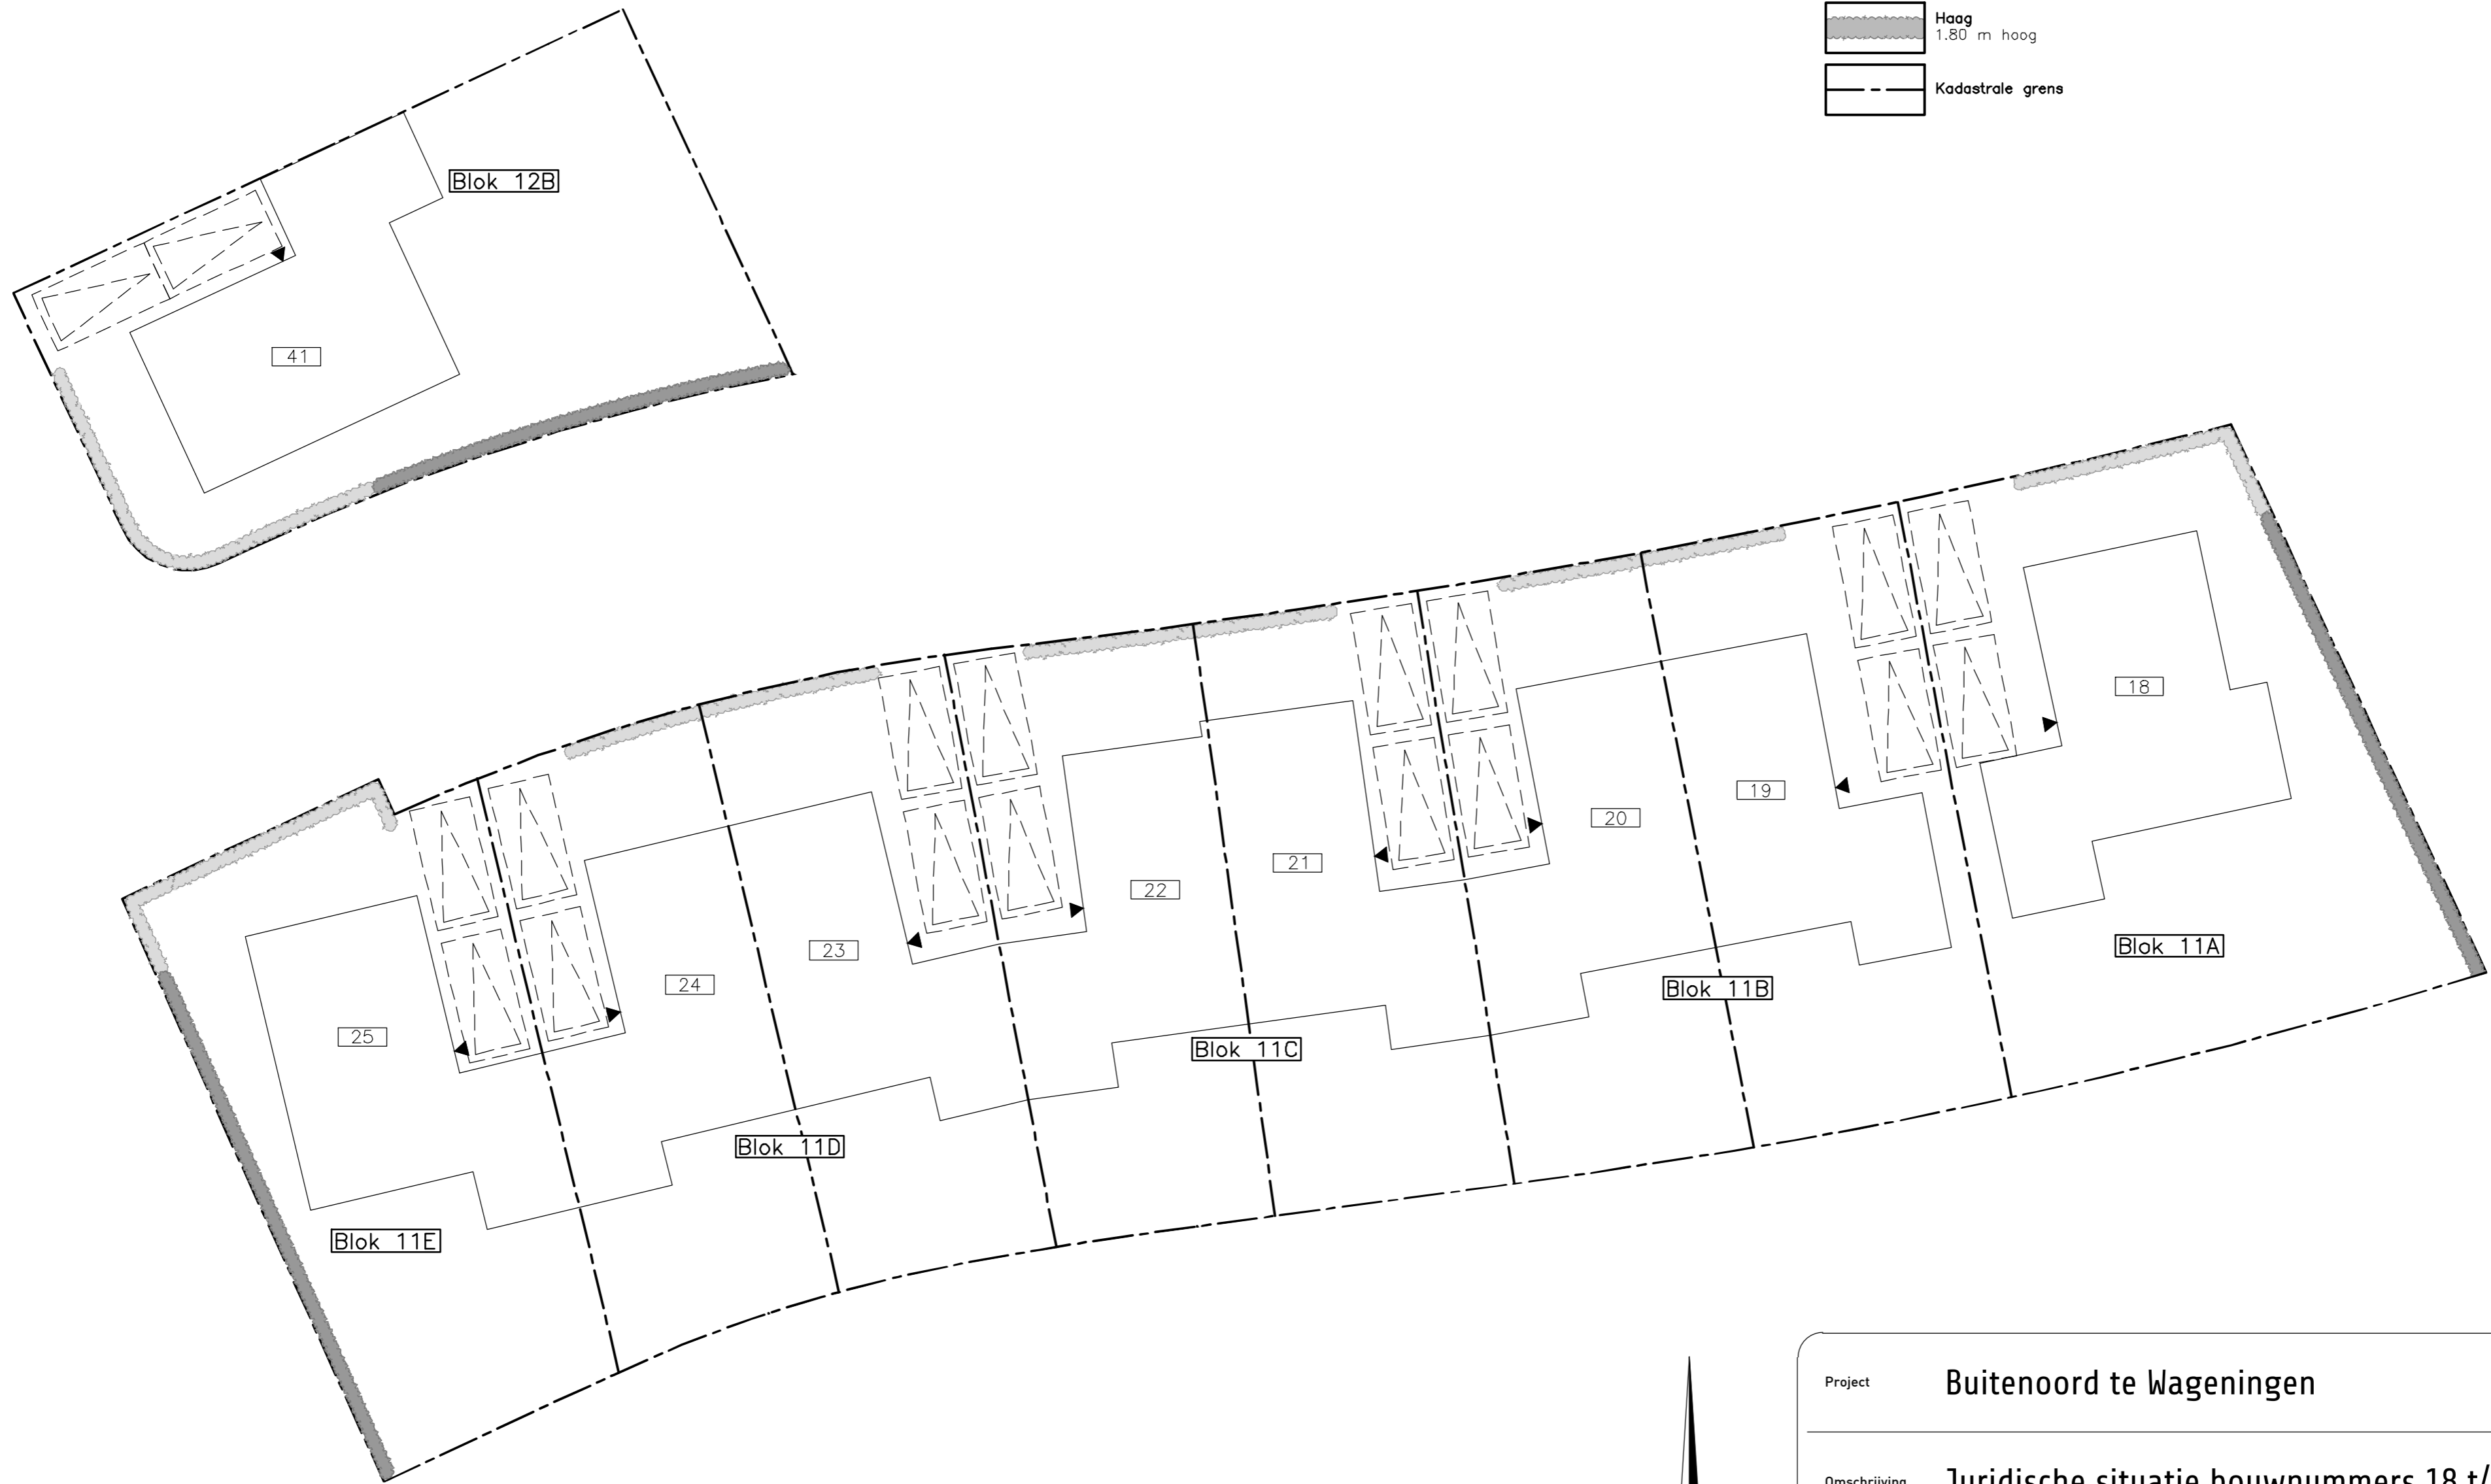 Haag
1.80 m hoog
Kadastrale grens
Blok 12B
41
18
19
20
21
22
23
24
25
Blok 11A
Blok 11B
Blok 11C
Blok 11D
Blok 11E
Project
Buitenoord te Wageningen
Omschrijving
Juridische situatie bouwnummers 18 t/